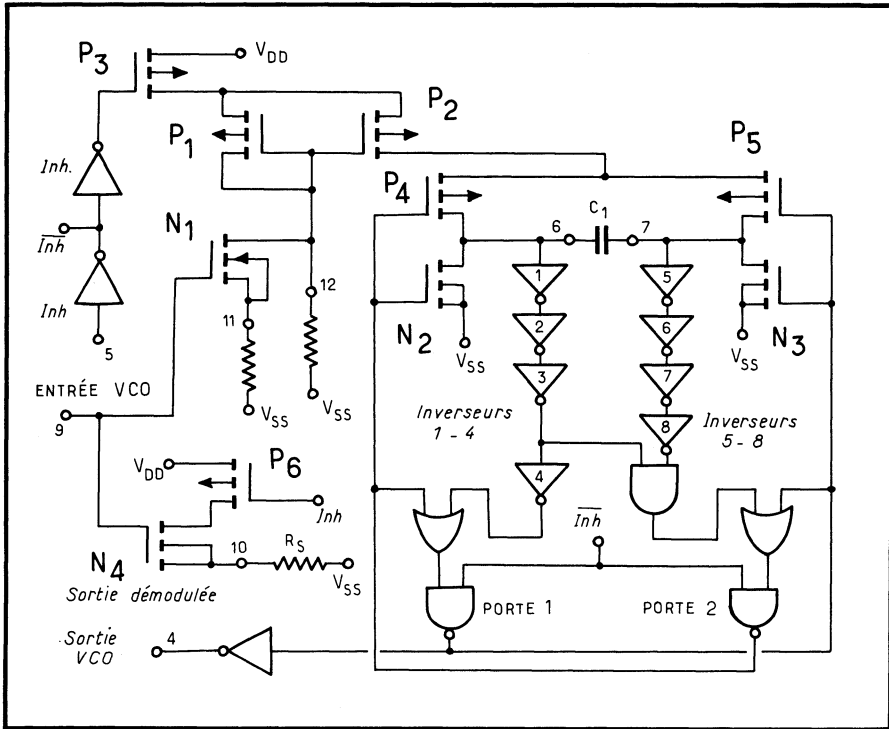 P3
VDD
P2
P1
P5
Inh.
P4
C1
6
7
Inh
N1
1
5
12
2
6
Inh
11
N2
N3
5
3
7
VSS
VSS
ENTRÉE VCO
VSS
VSS
Inverseurs
1 - 4
8
Inverseurs
5 - 8
9
P6
VDD
4
Inh
Inh
N4
10
RS
VSS
Sortie démodulée
PORTE 1
PORTE 2
Sortie
VCO
4